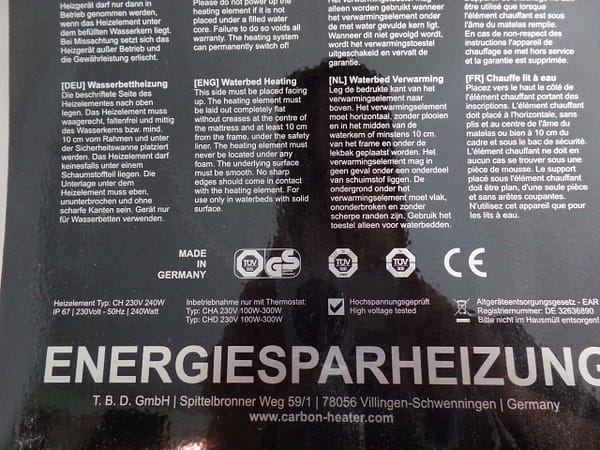 Heizgerät darf nur dann in
Betrieb genommen werden,
wenn das Heizelement unter
dem befüllten Wasserkern liegt.
Bei Missachtung setzt sich das
Heizgerät außer Betrieb und
die Gewährleistung erlischt.
Please do not power up the
heating element if it is not
placed under a filled water
core. Failure to do so voids all
warranty. The heating system
can permanently switch of!
allen worden gebruikt wanneer
het verwarmingselement onder
de met water gevulde kern ligt.
Wanneer dit niet gevolgd wordt,
wordt het verwarmingstoestel
uitgeschakeld en vervalt de
garantie.
être utilisé que lorsque
l'élément chauffant est sous
l'âme du matelas remplie.
En cas de non-respect des
instructions l'appareil de
chauffage se met hors service
et la garantie est supprimée.
[DEU] Wasserbettheizung
Die beschriftete Seite des
Heizelementes nach oben
legen. Das Heizelement muss
waagerecht, faltenfrei und mittig
des Wasserkerns bzw. mind.
10 cm vom Rahmen und unter
der Sicherheitswanne platziert
werden. Das Heizelement darf
keinesfalls unter einem
Schaumstoffteil liegen. Die
Unterlage unter dem
Heizelement muss eben,
ununterbrochen und ohne
scharfe Kanten sein. Gerät nur
für Wasserbetten verwenden.
[ENG] Waterbed Heating
This side must be placed facing
up. The heating element must
be laid out completely flat
without creases at the centre of
the mattress and at least 10 cm
from the frame, under the safety
liner. The heating element must
never be located under any
foam. The underlying surface
must be smooth. No sharp
edges should come in contact
with the heating element. For
use only in waterbeds with solid
surface.
[NL] Waterbed Verwarming
Leg de bedrukte kant van het
verwarmingselement naar
boven. Het verwarmingselement
moet horizontaal, zonder plooien
en in het midden van de
waterkern of minstens 10 cm.
van het frame en onder de
lekbak geplaatst worden. Het
verwarmingselement mag in
geen geval onder een onderdeel
van schuimstof liggen. De
ondergrond onder het
verwarmingselement moet vlak,
ononderbroken en zonder
scherpe randen zijn. Gebruik het
toestel alleen voor waterbedden.
[FR] Chauffe lit à eau
Placez vers le haut le côté de
l'élément chauffant portant des
inscriptions. L'élément chauffant
doit placé à l'horizontale, sans
plis et au centre de l'âme du
matelas ou bien à 10 cm du
cadre et sous le bac de sécurité.
L'élément chauffant ne doit en
aucun cas se trouver sous une
pièce de mousse. Le support
placé sous l'élément chauffant
doit être plan, d'une seule pièce
et sans arêtes coupantes.
N'utilisez cet appareil que pour
les lits à eau.
MADE
IN
GERMANY
TÜV GS
TÜV
TÜV
CE
Heizelement Typ: CH 230V 240W
IP 67 | 230Volt - 50Hz | 240Watt
Inbetriebnahme nur mit Thermostat:
Typ: CHA 230V 100W-300W
Typ: CHD 230V 100W-300W
Hochspannungsgeprüft
High voltage tested
Altgeräteentsorgungsgesetz - EAR
Registriernummer: DE 32636890
Bitte nicht im Hausmüll entsorgen!
ENERGIESPARHEIZUNG
T. B. D. GmbH | Spittelbronner Weg 59/1 | 78056 Villingen-Schwenningen | Germany
www.carbon-heater.com